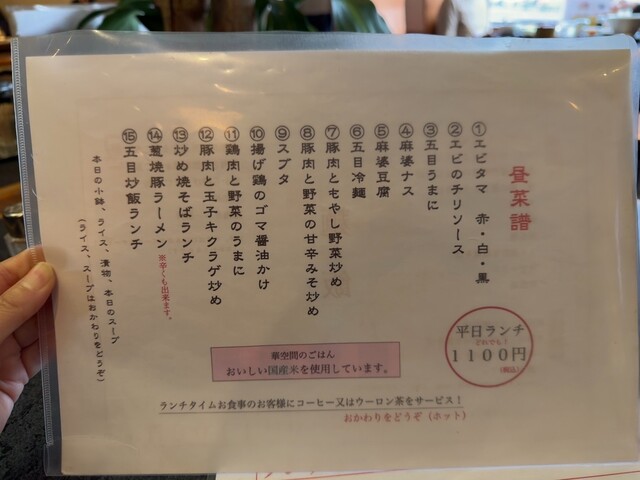 昼菜譜
①エビタマ 赤・白・黒
②エビのチリソース
③五目うまに
④麻婆ナス
⑤麻婆豆腐
⑥五目冷麺
⑦豚肉ともやし野菜炒め
⑧豚肉と野菜の甘辛みそ炒め
⑨スブタ
⑩揚げ鶏のゴマ醤油かけ
⑪鶏肉と野菜のうまに
⑫豚肉と玉子キクラゲ炒め
⑬炒め焼そばランチ
⑭葱焼豚ラーメン ※辛くも出来ます。
⑮五目炒飯ランチ
本日の小鉢、ライス、漬物、本日のスープ
(ライス、スープはおかわりをどうぞ)
平日ランチ
どれでも!
1100円
(税込)
華空間のごはん
おいしい国産米を使用しています。
ランチタイムお食事のお客様にコーヒー又はウーロン茶をサービス!
おかわりをどうぞ(ホット)